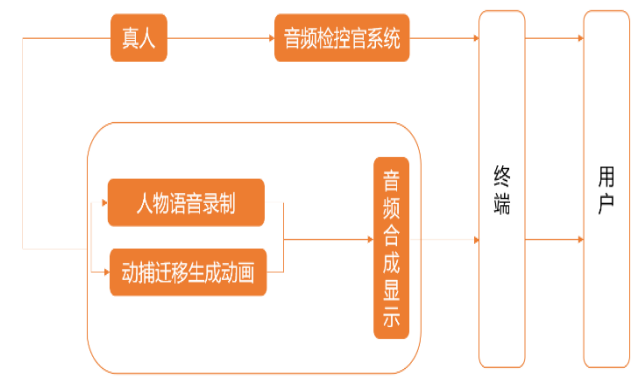 真人
音频检控官系统
人物语音录制
动捕迁移生成动画
音频合成显示
终端
用户